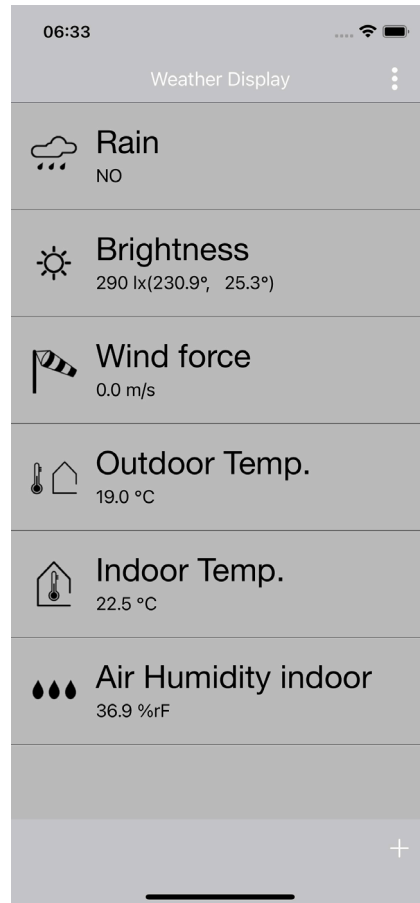 06:33
Weather Display
Rain
NO
Brightness
290 lx(230.9°, 25.3°)
Wind force
0.0 m/s
Outdoor Temp.
19.0 °C
Indoor Temp.
22.5 °C
Air Humidity indoor
36.9 %rF